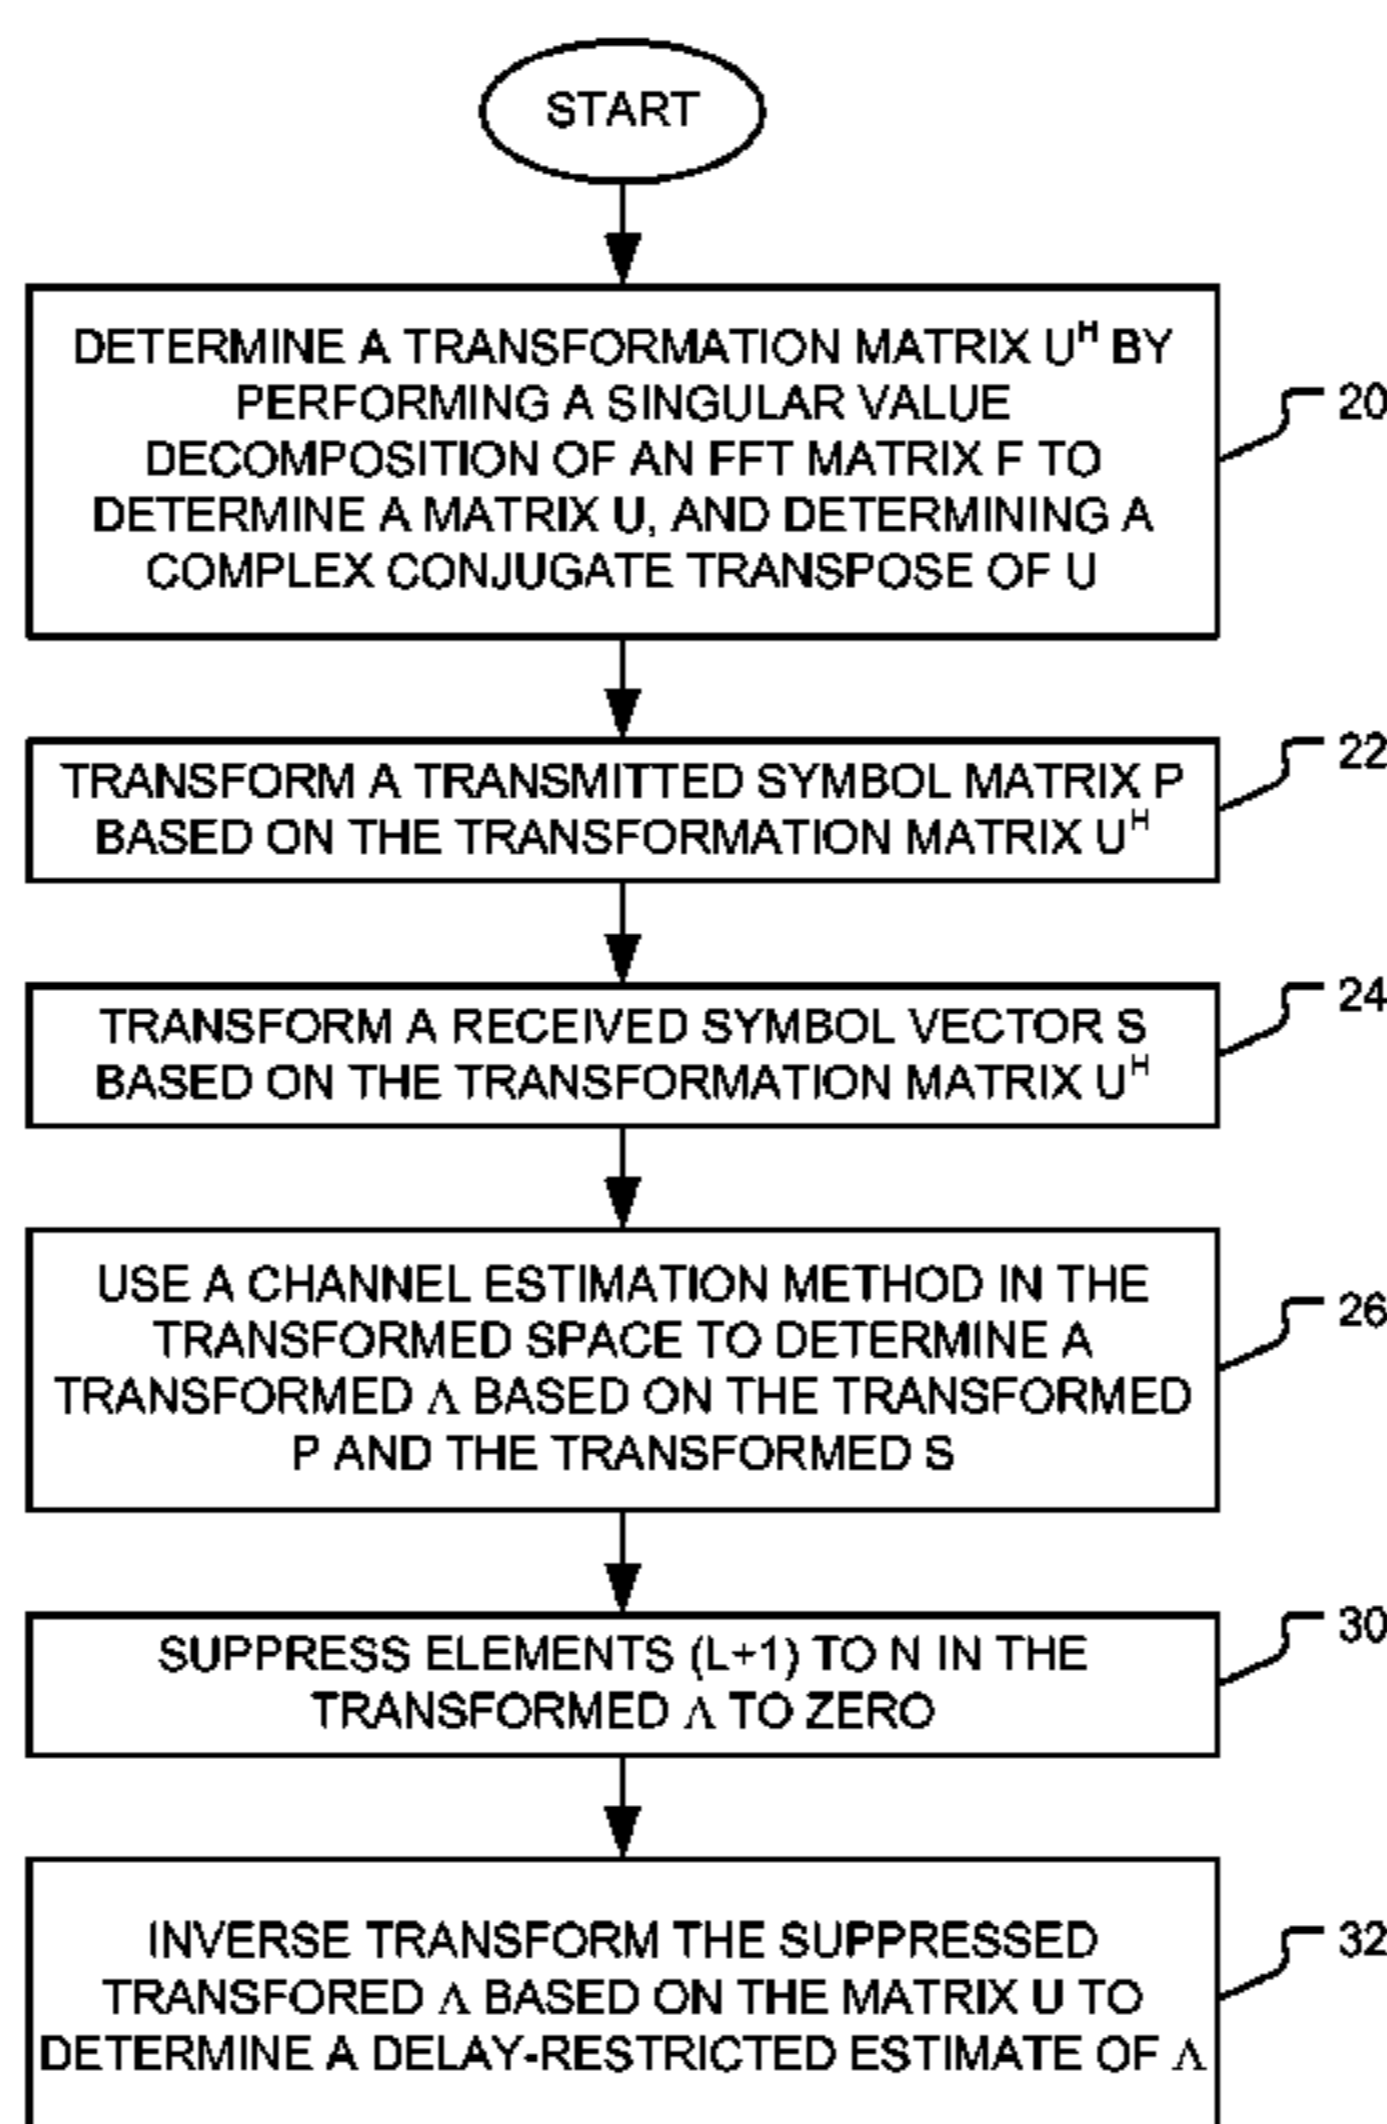 START
DETERMINE A TRANSFORMATION MATRIX Uᴴ BY
PERFORMING A SINGULAR VALUE
DECOMPOSITION OF AN FFT MATRIX F TO
DETERMINE A MATRIX U, AND DETERMINING A
COMPLEX CONJUGATE TRANSPOSE OF U
20
TRANSFORM A TRANSMITTED SYMBOL MATRIX P
BASED ON THE TRANSFORMATION MATRIX Uᴴ
22
TRANSFORM A RECEIVED SYMBOL VECTOR S
BASED ON THE TRANSFORMATION MATRIX Uᴴ
24
USE A CHANNEL ESTIMATION METHOD IN THE
TRANSFORMED SPACE TO DETERMINE A
TRANSFORMED Λ BASED ON THE TRANSFORMED
P AND THE TRANSFORMED S
26
SUPPRESS ELEMENTS (L+1) TO N IN THE
TRANSFORMED Λ TO ZERO
30
INVERSE TRANSFORM THE SUPPRESSED
TRANSFORED Λ BASED ON THE MATRIX U TO
DETERMINE A DELAY-RESTRICTED ESTIMATE OF Λ
32